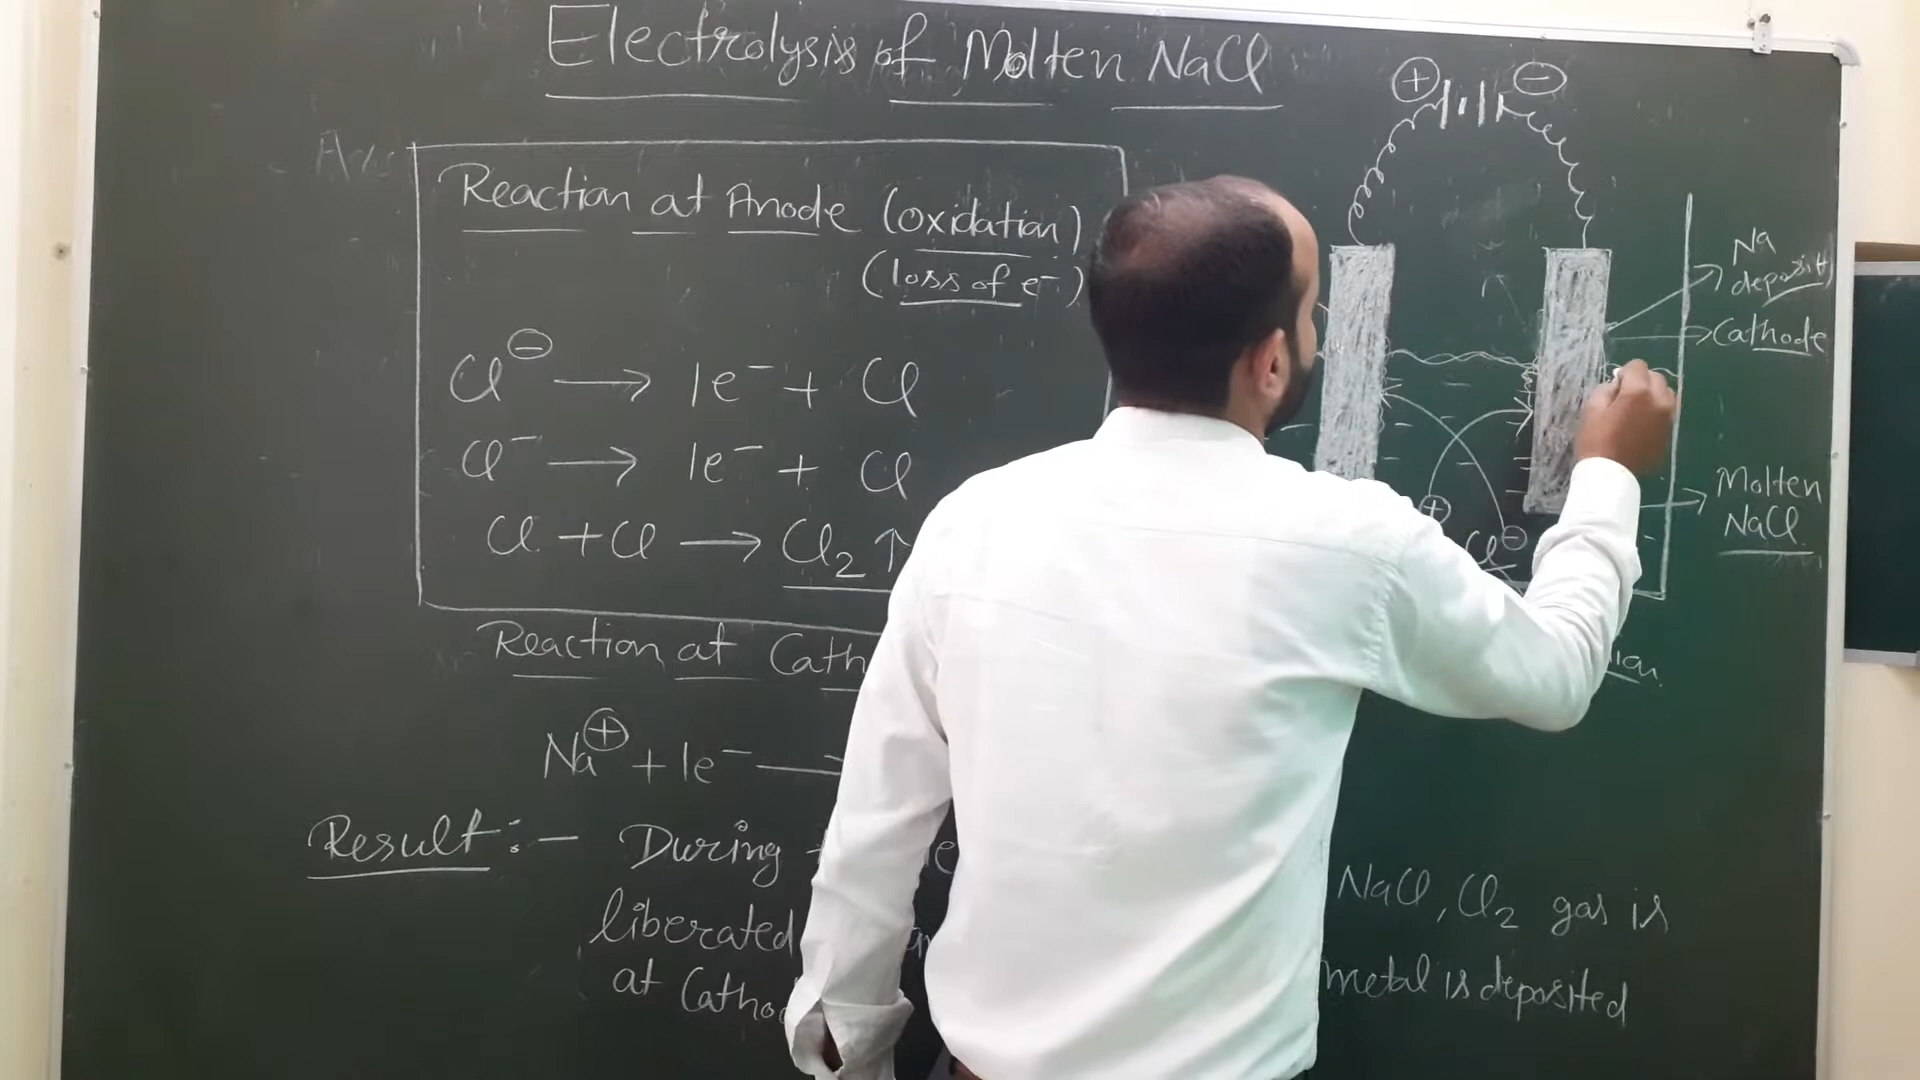 Electrolysis of Molten NaCl
Reaction at Anode (oxidation)
(loss of e⁻)
Cl⊖ ⟶ 1e⁻ + Cl
Cl⁻ ⟶ 1e⁻ + Cl
Cl + Cl ⟶ Cl₂ ↑
Reaction at
Na⊕ + 1e⁻ ⟶
Result :- During
NaCl, Cl₂ gas is
liberated
metal is deposited
at
⊕ ⊖
Na
deposit
Cathode
Molten
NaCl
⊕
Cl⊖